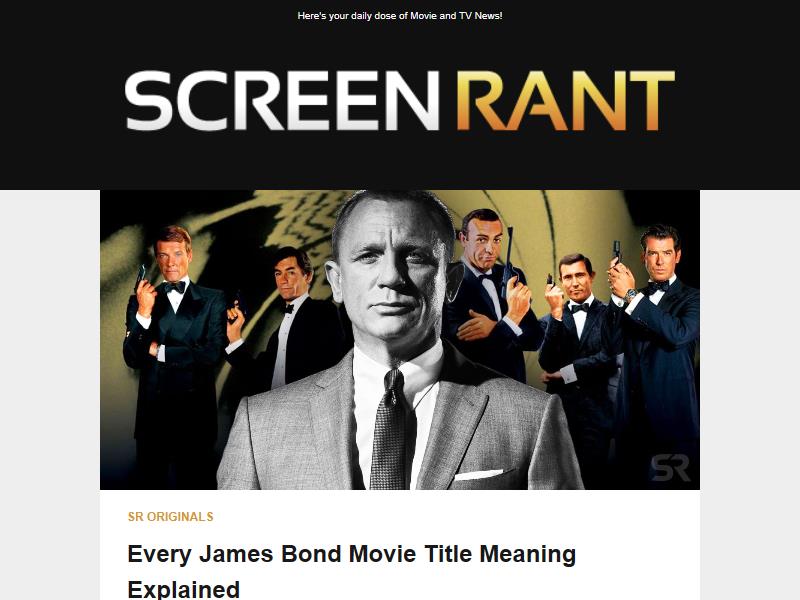 Here's your daily dose of Movie and TV News!
SCREEN RANT
SR
SR ORIGINALS
Every James Bond Movie Title Meaning
Explained